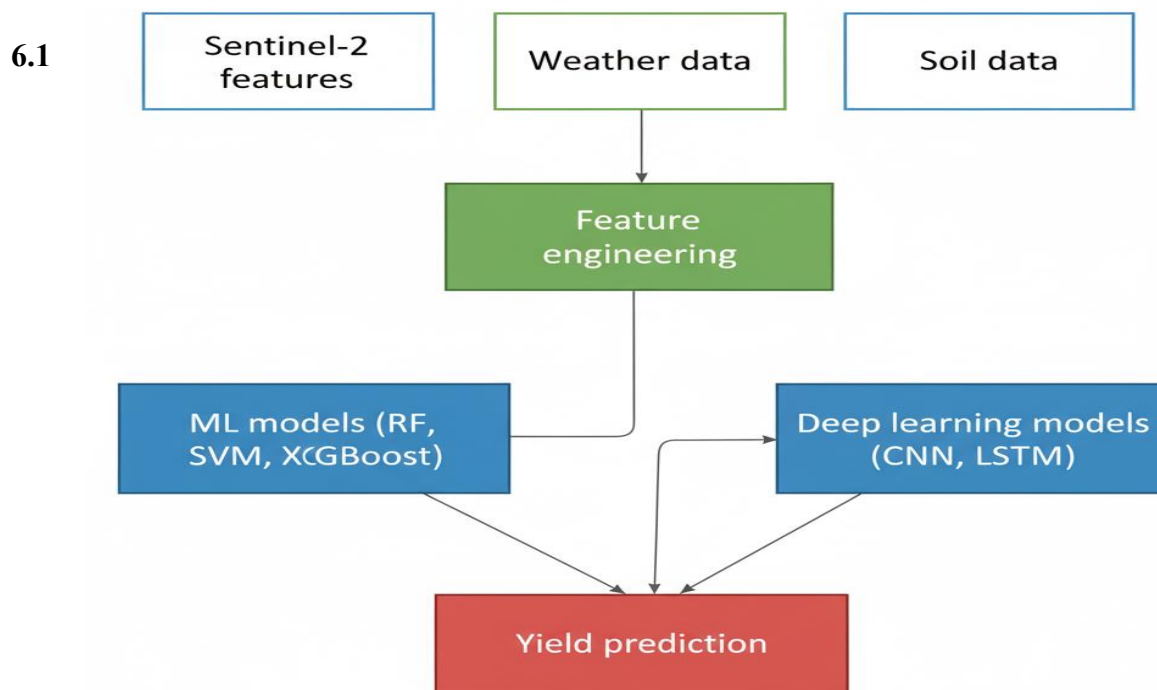 6.1
Sentinel-2
features
Weather data
Soil data
Feature
engineering
ML models (RF,
SVM, X(GBoost)
Deep learning models
(CNN, LSTM)
Yield prediction